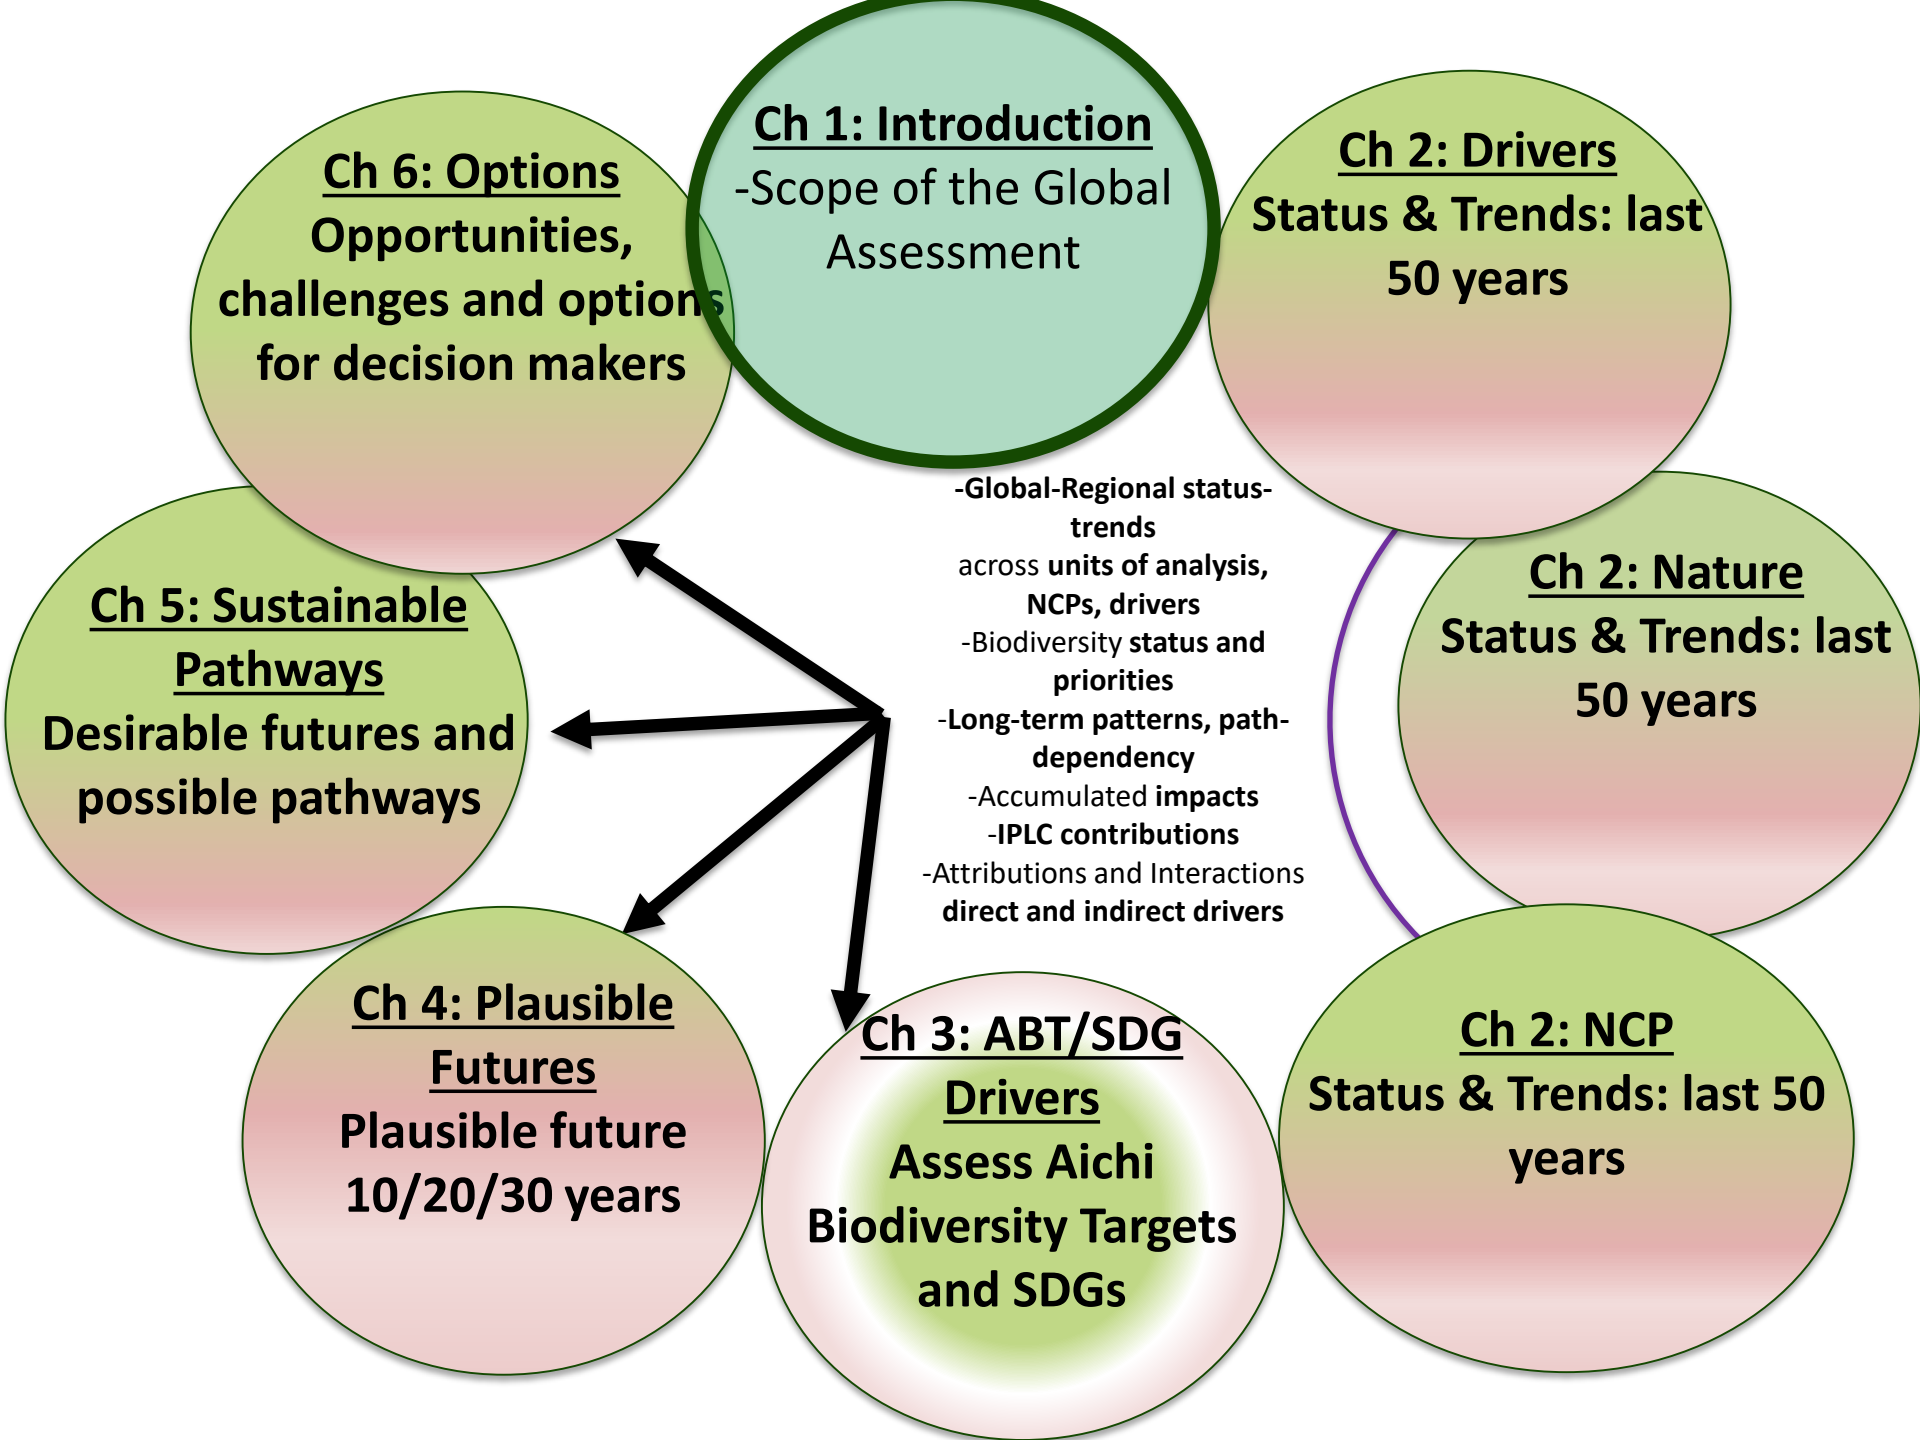 Ch 1: Introduction
-Scope of the Global
Assessment
Ch 2: Drivers
Status & Trends: last
50 years
Ch 2: Nature
Status & Trends: last
50 years
Ch 2: NCP
Status & Trends: last 50
years
Ch 3: ABT/SDG
Drivers
Assess Aichi
Biodiversity Targets
and SDGs
Ch 4: Plausible
Futures
Plausible future
10/20/30 years
Ch 5: Sustainable
Pathways
Desirable futures and
possible pathways
Ch 6: Options
Opportunities,
challenges and options
for decision makers
-Global-Regional status-
trends
across units of analysis,
NCPs, drivers
-Biodiversity status and
priorities
-Long-term patterns, path-
dependency
-Accumulated impacts
-IPLC contributions
-Attributions and Interactions
direct and indirect drivers